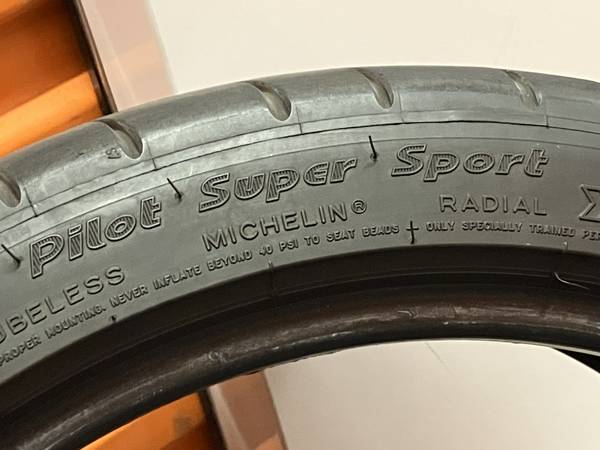 Pilot Super Sport
MICHELIN® RADIAL
UBELESS
PROPER MOUNTING. NEVER INFLATE BEYOND 40 PSI TO SEAT BEADS - ONLY SPECIALLY TRAINED PER